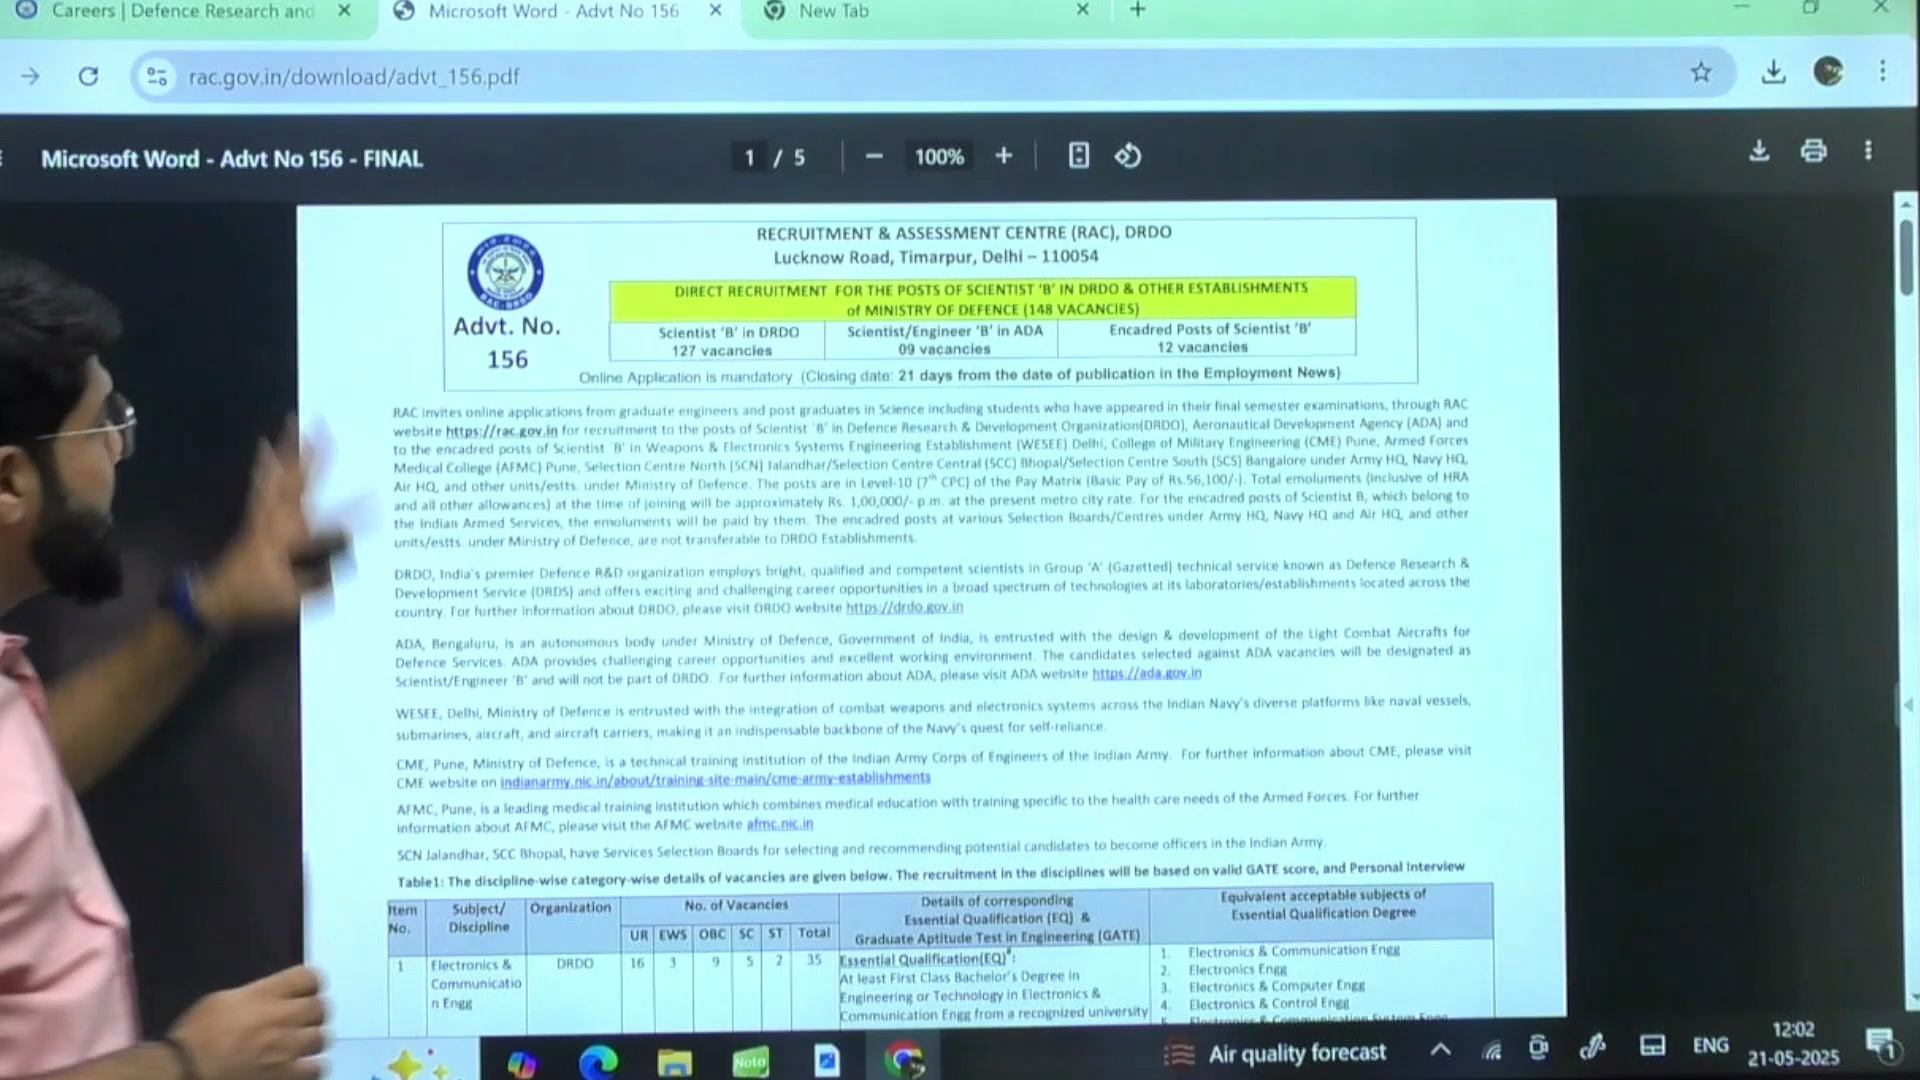 Careers | Defence Research and
Microsoft Word - Advt No 156
New Tab
rac.gov.in/download/advt_156.pdf
Microsoft Word - Advt No 156 - FINAL
1 / 5
100%
RECRUITMENT & ASSESSMENT CENTRE (RAC), DRDO
Lucknow Road, Timarpur, Delhi – 110054
DIRECT RECRUITMENT FOR THE POSTS OF SCIENTIST 'B' IN DRDO & OTHER ESTABLISHMENTS
of MINISTRY OF DEFENCE (148 VACANCIES)
Advt. No.
156
Scientist 'B' in DRDO
127 vacancies
Scientist/Engineer 'B' in ADA
09 vacancies
Encadred Posts of Scientist 'B'
12 vacancies
Online Application is mandatory (Closing date: 21 days from the date of publication in the Employment News)
RAC invites online applications from graduate engineers and post graduates in Science including students who have appeared in their final semester examinations, through RAC
website https://rac.gov.in for recruitment to the posts of Scientist 'B' in Defence Research & Development Organization(DRDO), Aeronautical Development Agency (ADA) and
to the encadred posts of Scientist 'B' in Weapons & Electronics Systems Engineering Establishment (WESEE) Delhi, College of Military Engineering (CME) Pune, Armed Forces
Medical College (AFMC) Pune, Selection Centre North [SCN] Jalandhar/Selection Centre Central (SCC) Bhopal/Selection Centre South (SCS) Bangalore under Army HQ, Navy HQ,
Air HQ, and other units/estts. under Ministry of Defence. The posts are in Level-10 (7th CPC) of the Pay Matrix (Basic Pay of Rs.56,100/-). Total emoluments (inclusive of HRA
and all other allowances) at the time of joining will be approximately Rs. 1,00,000/- p.m. at the present metro city rate. For the encadred posts of Scientist B, which belong to
the Indian Armed Services, the emoluments will be paid by them. The encadred posts at various Selection Boards/Centres under Army HQ, Navy HQ and Air HQ, and other
units/estts. under Ministry of Defence, are not transferable to DRDO Establishments.
DRDO, India's premier Defence R&D organization employs bright, qualified and competent scientists in Group 'A' (Gazetted) technical service known as Defence Research &
Development Service (DRDS) and offers exciting and challenging career opportunities in a broad spectrum of technologies at its laboratories/establishments located across the
country. For further information about DRDO, please visit DRDO website https://drdo.gov.in
ADA, Bengaluru, is an autonomous body under Ministry of Defence, Government of India, is entrusted with the design & development of the Light Combat Aircrafts for
Defence Services. ADA provides challenging career opportunities and excellent working environment. The candidates selected against ADA vacancies will be designated as
Scientist/Engineer 'B' and will not be part of DRDO. For further information about ADA, please visit ADA website https://ada.gov.in
WESEE, Delhi, Ministry of Defence is entrusted with the integration of combat weapons and electronics systems across the Indian Navy's diverse platforms like naval vessels,
submarines, aircraft, and aircraft carriers, making it an indispensable backbone of the Navy's quest for self-reliance.
CME, Pune, Ministry of Defence, is a technical training institution of the Indian Army Corps of Engineers of the Indian Army. For further information about CME, please visit
CME website on indianarmy.nic.in/about/training-site-main/cme-army-establishments
AFMC, Pune, is a leading medical training institution which combines medical education with training specific to the health care needs of the Armed Forces. For further
information about AFMC, please visit the AFMC website afmc.nic.in
SCN Jalandhar, SCC Bhopal, have Services Selection Boards for selecting and recommending potential candidates to become officers in the Indian Army.
Table1: The discipline-wise category-wise details of vacancies are given below. The recruitment in the disciplines will be based on valid GATE score, and Personal Interview
Item No. Subject/ Discipline Organization No. of Vacancies Details of corresponding Essential Qualification (EQ) & Graduate Aptitude Test in Engineering (GATE) Equivalent acceptable subjects of Essential Qualification Degree
UR EWS OBC SC ST Total
1 Electronics & Communicatio n Engg DRDO 16 3 9 5 2 35
Essential Qualification(EQ)#:
At least First Class Bachelor's Degree in
Engineering or Technology in Electronics &
Communication Engg from a recognized university
1. Electronics & Communication Engg
2. Electronics Engg
3. Electronics & Computer Engg
4. Electronics & Control Engg
5. Electronics & Communication System Engg
Note
Air quality forecast
ENG
12:02
21-05-2025
1